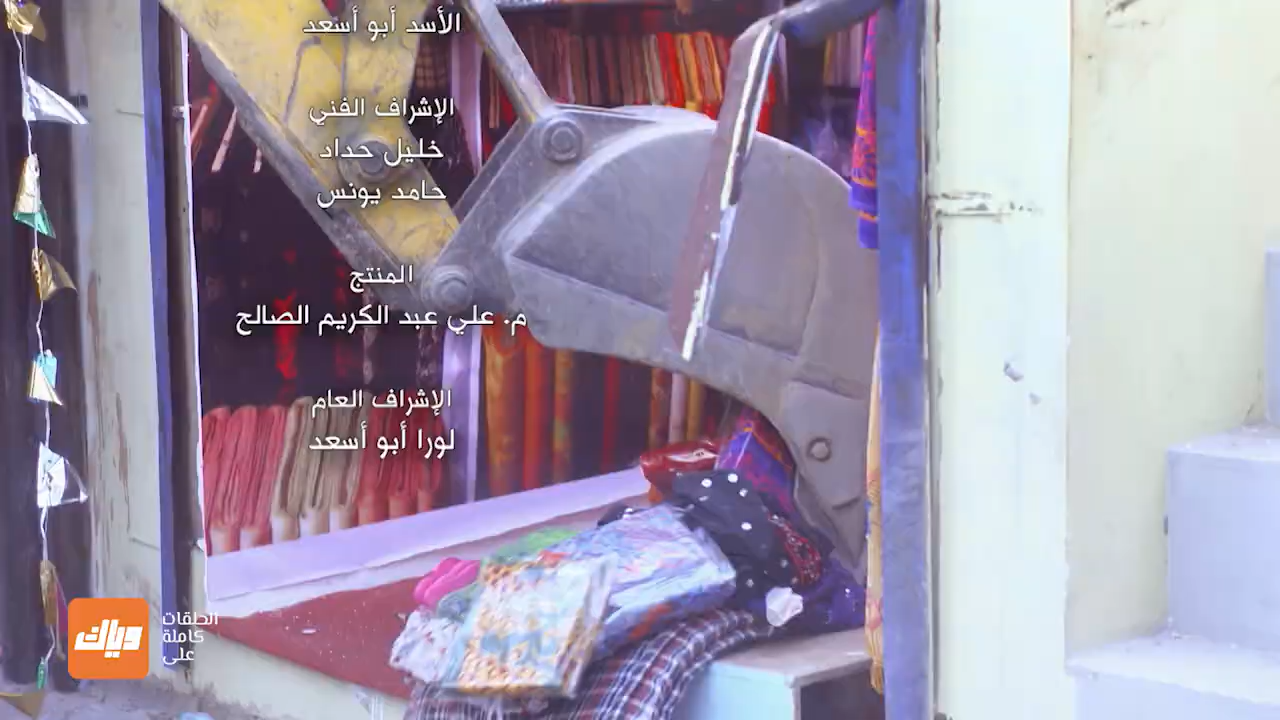 الأسد أبو أسعد
الإشراف الفني
خليل حداد
حامد يونس
المنتج
م. علي عبد الكريم الصالح
الإشراف العام
لورا أبو أسعد
وياك
الحلقات
كاملة
على